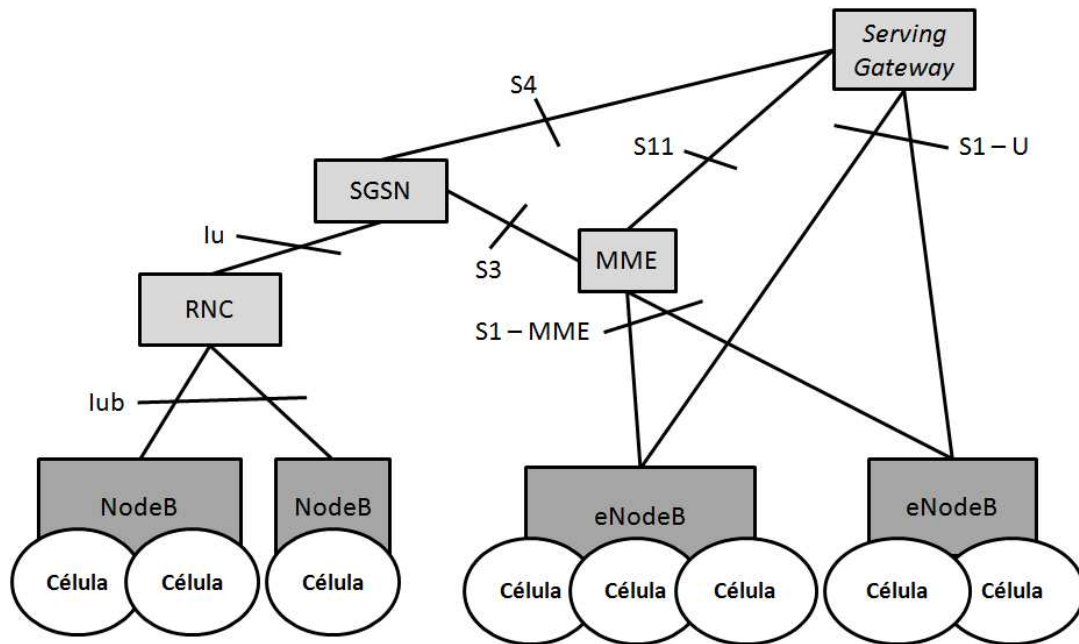 Serving
Gateway
S4
S11
S1 – U
SGSN
Iu
S3
MME
RNC
S1 – MME
Iub
NodeB
NodeB
eNodeB
eNodeB
Célula
Célula
Célula
Célula
Célula
Célula
Célula
Célula